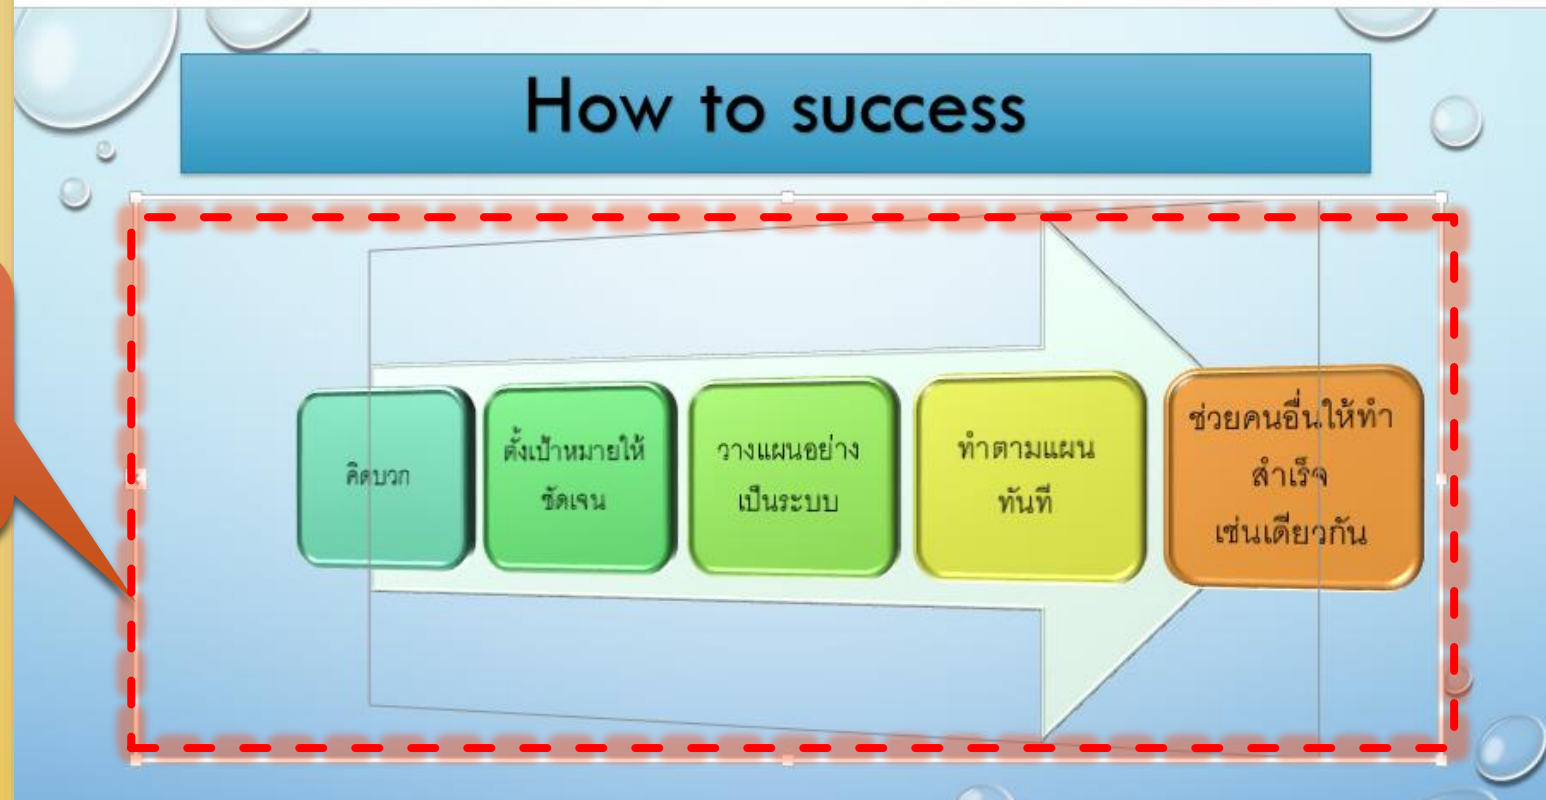 How to success
คิดบวก
ตั้งเป้าหมายให้
ชัดเจน
วางแผนอย่าง
เป็นระบบ
ทำตามแผน
ทันที
ช่วยคนอื่นให้ทำ
สำเร็จ
เช่นเดียวกัน